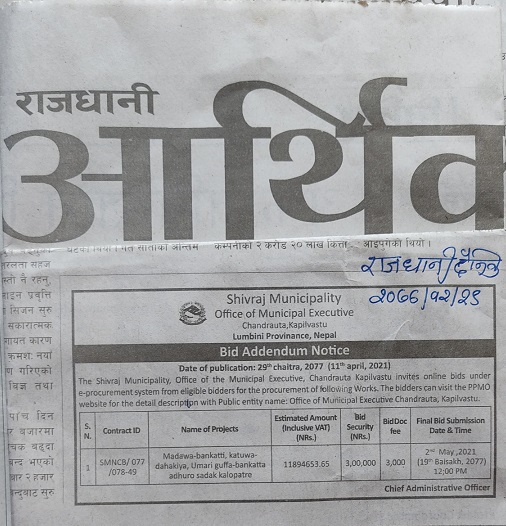 राजधानी
आर्थिक
कम्पनीका २ करोड २० लाख कित्ता
राजधानी दैनिक
२०७७/१२/२९
Shivraj Municipality
Office of Municipal Executive
Chandrauta,Kapilvastu
Lumbini Provinance, Nepal
Bid Addendum Notice
Date of publication: 29th chaitra, 2077 (11th april, 2021)
The Shivraj Municipality, Office of the Municipal Executive, Chandrauta Kapilvastu invites online bids under
e-procurement system from eligible bidders for the procurement of following Works. The bidders can visit the PPMO
website for the detail description with Public entity name: Office of Municipal Executive Chandrauta, Kapilvastu.
S. N. Contract ID Name of Projects Estimated Amount (Inclusive VAT) (NRs.) Bid Security (NRs.) BidDoc fee Final Bid Submission Date & Time
1 SMNCB/ 077 /078-49 Madawa-bankatti, katuwa-dahakiya, Umari guffa-bankatta adhuro sadak kalopatre 11894653.65 3,00,000 3,000 2nd May ,2021 (19th Baisakh, 2077) 12:00 PM
Chief Administrative Officer